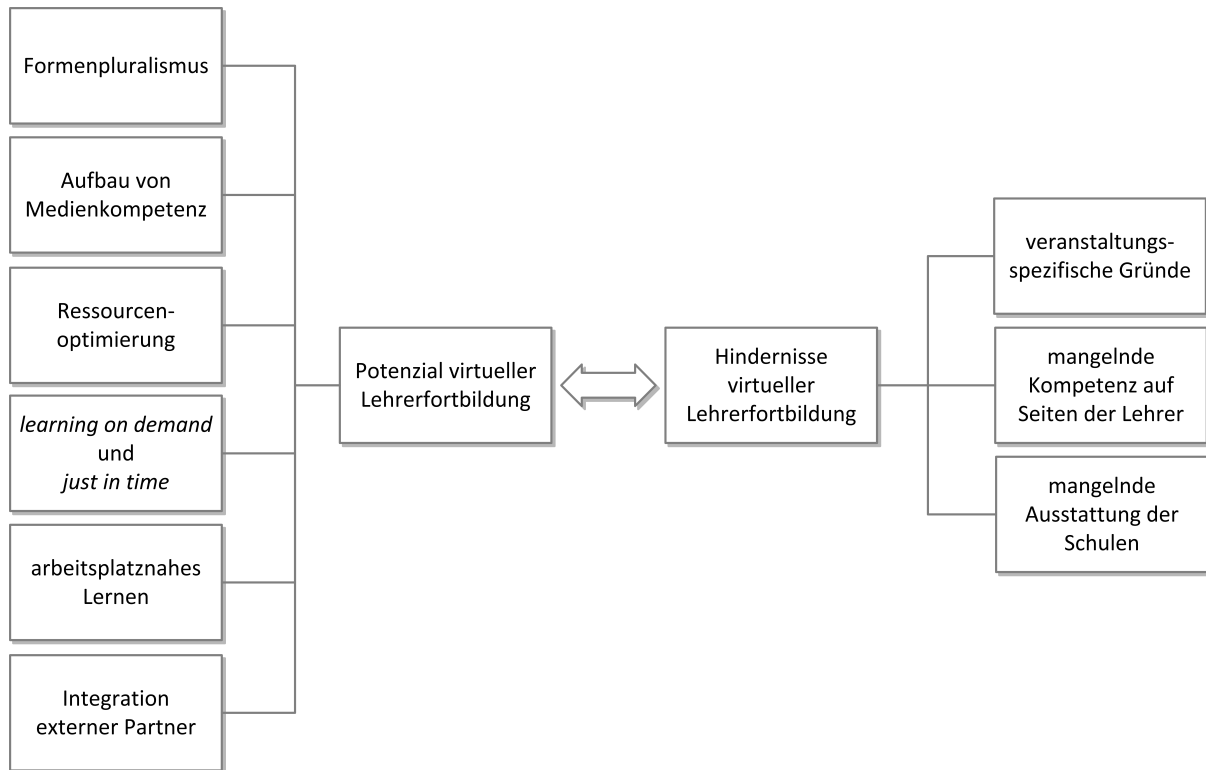 Formenpluralismus
Aufbau von
Medienkompetenz
Ressourcen-
optimierung
learning on demand
und
just in time
arbeitsplatznahes
Lernen
Integration
externer Partner
Potenzial virtueller
Lehrerfortbildung
Hindernisse
virtueller
Lehrerfortbildung
veranstaltungs-
spezifische Gründe
mangelnde
Kompetenz auf
Seiten der Lehrer
mangelnde
Ausstattung der
Schulen